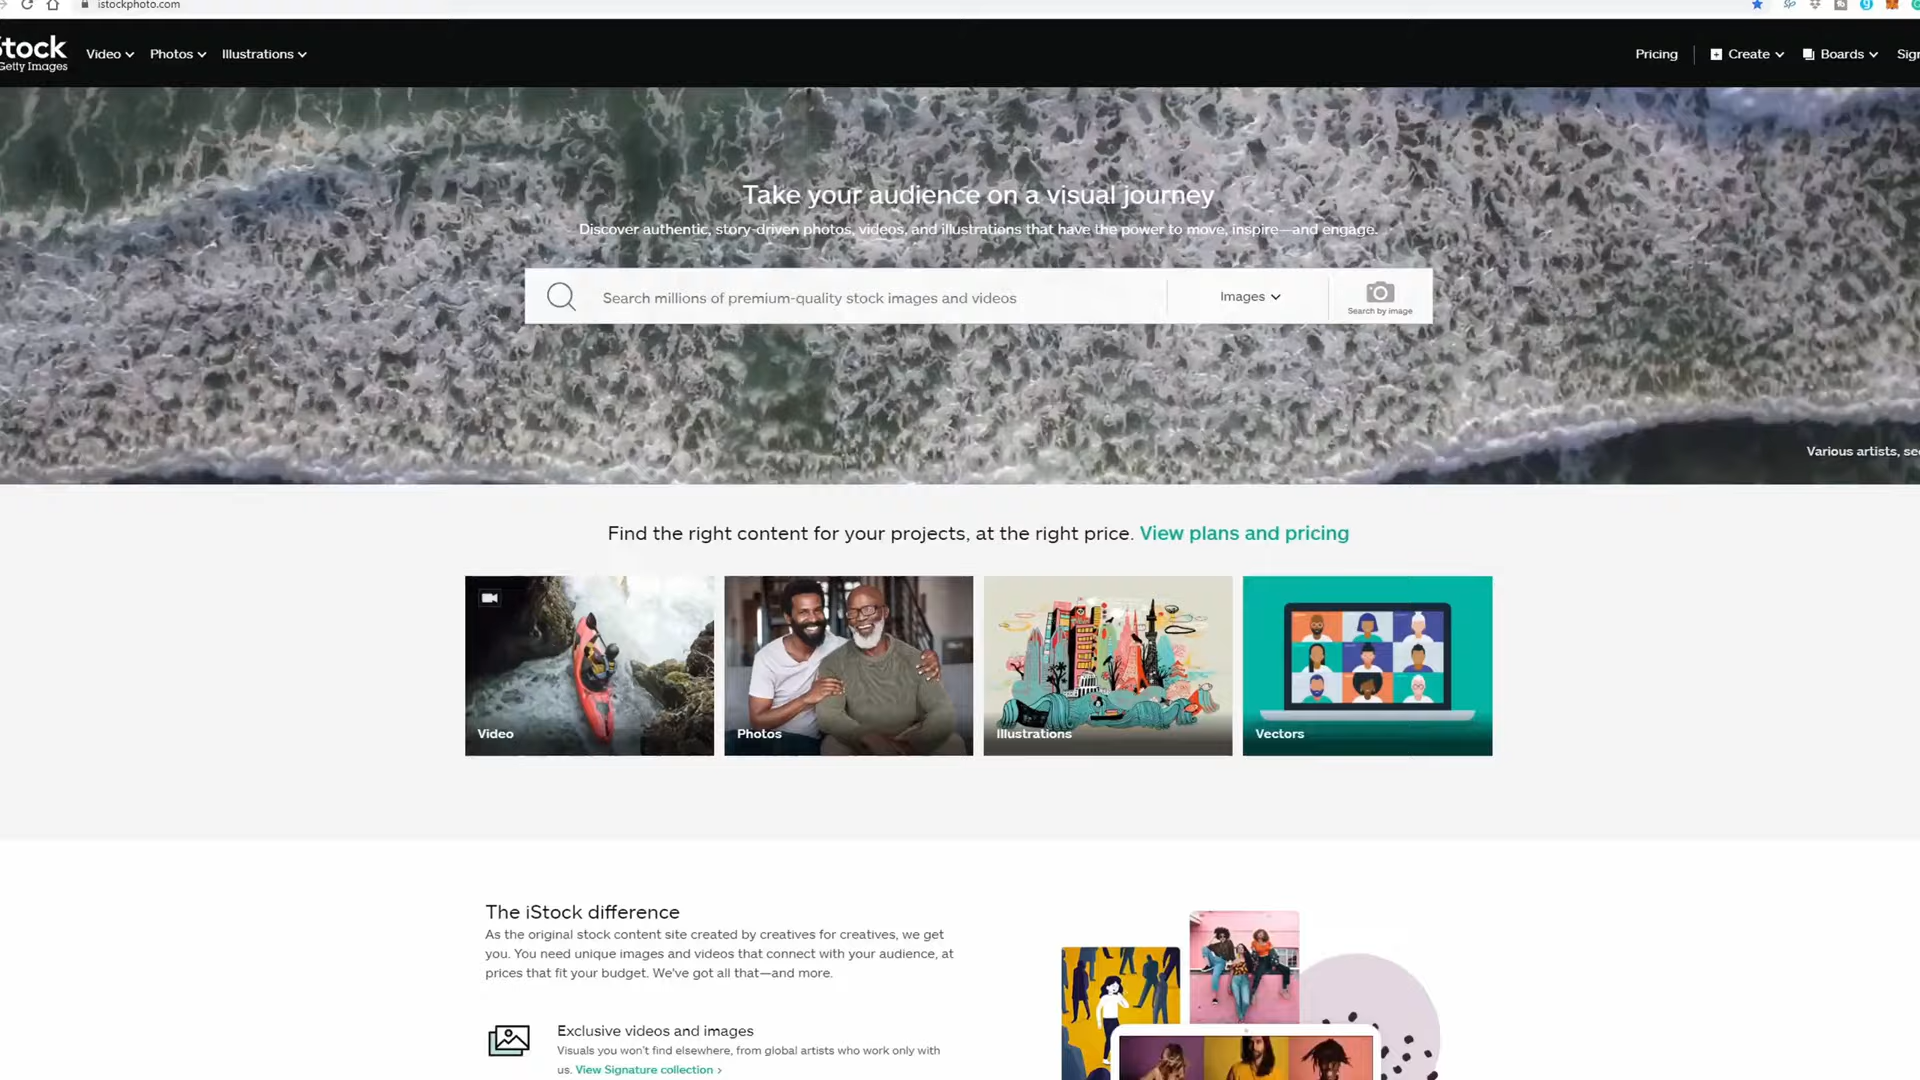 istockphoto.com
Stock
Getty Images
Video
Photos
Illustrations
Pricing
Create
Boards
Take your audience on a visual journey
Discover authentic, story-driven photos, videos, and illustrations that have the power to move, inspire—and engage.
Search millions of premium-quality stock images and videos
Images
Search by image
Various artists,
Find the right content for your projects, at the right price. View plans and pricing
Video
Photos
Illustrations
Vectors
The iStock difference
As the original stock content site created by creatives for creatives, we get
you. You need unique images and videos that connect with your audience, at
prices that fit your budget. We've got all that—and more.
Exclusive videos and images
Visuals you won't find elsewhere, from global artists who work only with
us. View Signature collection >